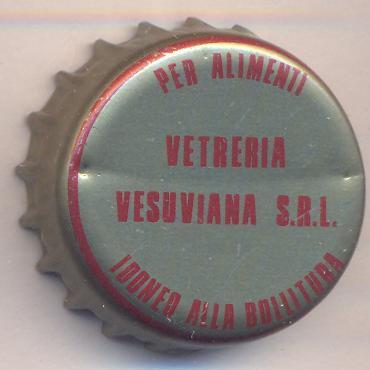 PER ALIMENTI
VETRERIA
VESUVIANA S.R.L.
IDONEO ALLA BOLLITURA